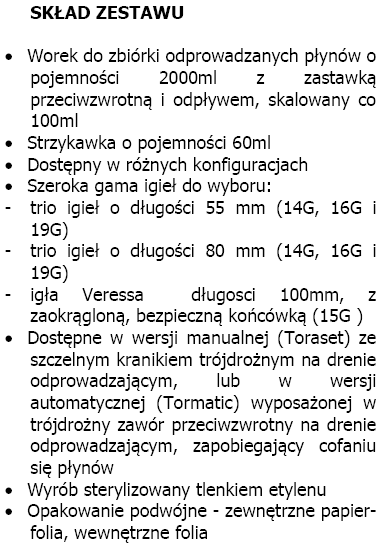 SKŁAD ZESTAWU
• Worek do zbiórki odprowadzanych płynów o
pojemności 2000ml z zastawką
przeciwzwrotną i odpływem, skalowany co
100ml
• Strzykawka o pojemności 60ml
• Dostępny w różnych konfiguracjach
• Szeroka gama igieł do wyboru:
- trio igieł o długości 55 mm (14G, 16G i
19G)
- trio igieł o długości 80 mm (14G, 16G i
19G)
- igła Veressa długosci 100mm, z
zaokrągloną, bezpieczną końcówką (15G )
• Dostępne w wersji manualnej (Toraset) ze
szczelnym kranikiem trójdrożnym na drenie
odprowadzającym, lub w wersji
automatycznej (Tormatic) wyposażonej w
trójdrożny zawór przeciwzwrotny na drenie
odprowadzającym, zapobiegający cofaniu
się płynów
• Wyrób sterylizowany tlenkiem etylenu
• Opakowanie podwójne - zewnętrzne papier-
folia, wewnętrzne folia